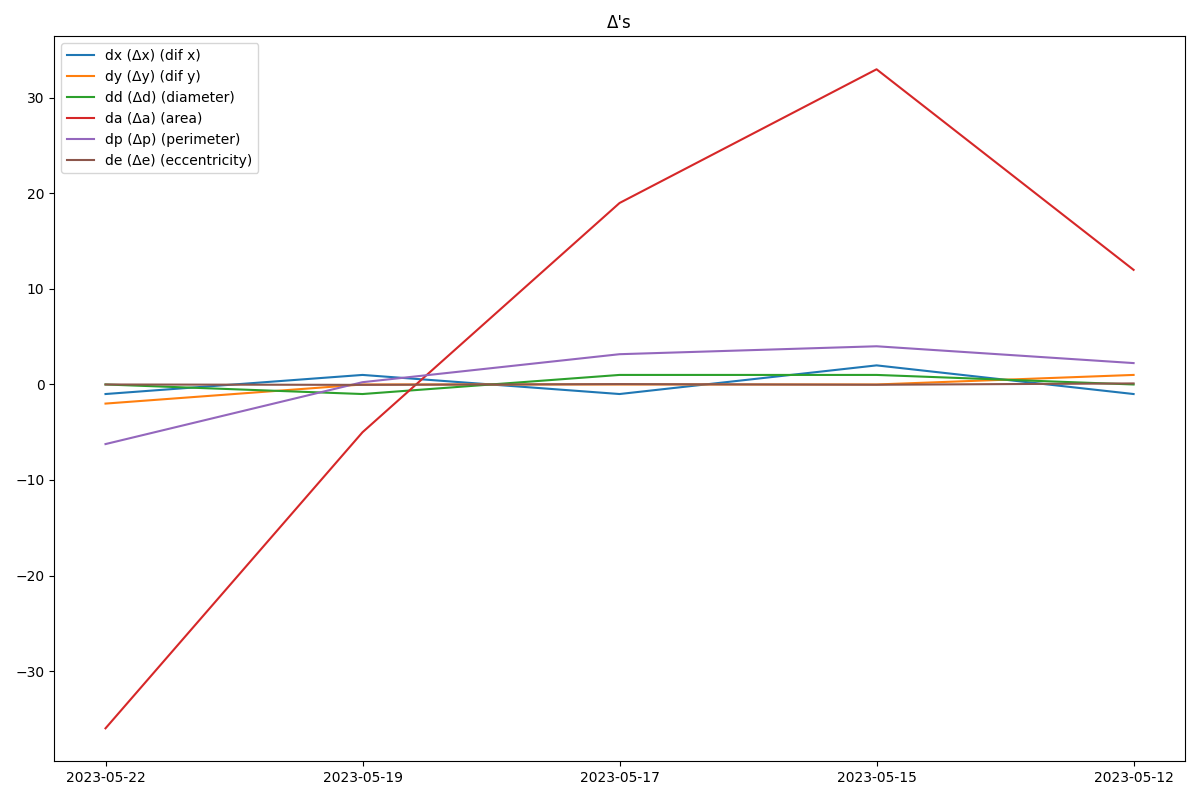 Δ's
dx (Δx) (dif x)
dy (Δy) (dif y)
dd (Δd) (diameter)
da (Δa) (area)
dp (Δp) (perimeter)
de (Δe) (eccentricity)
30
20
10
0
−10
−20
−30
2023-05-22 2023-05-19 2023-05-17 2023-05-15 2023-05-12